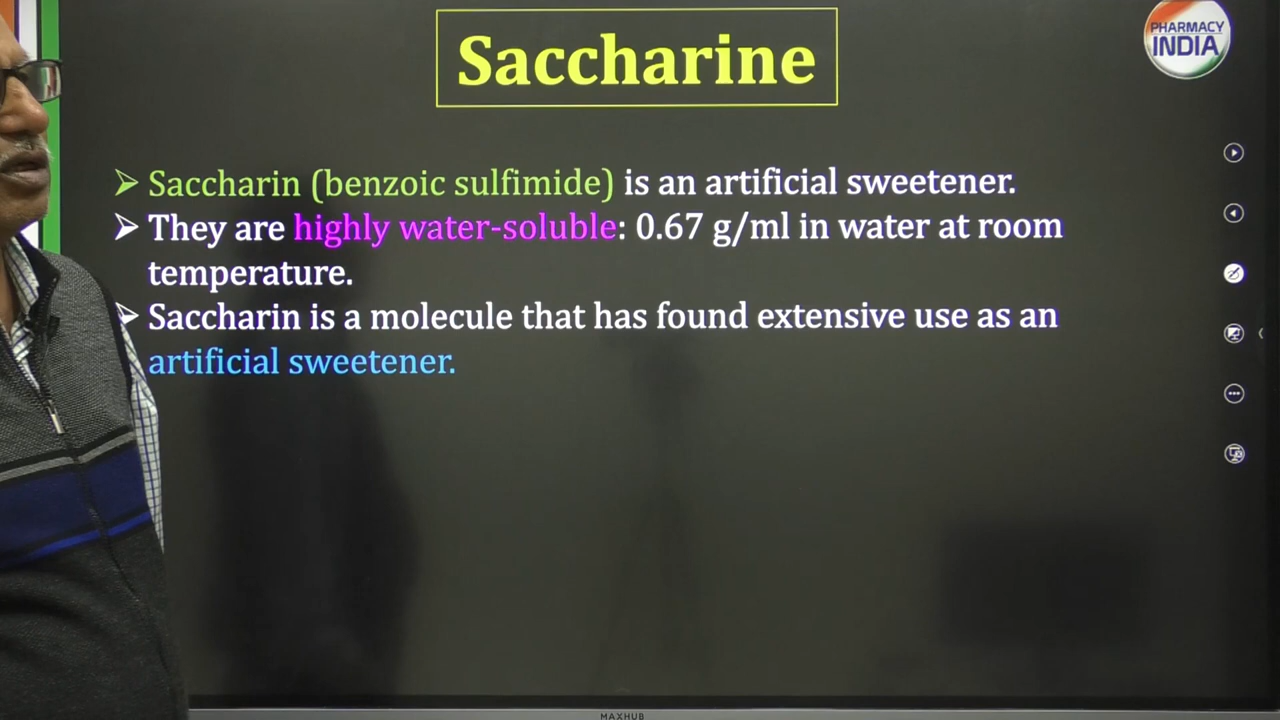 Saccharine
PHARMACY
INDIA
➢ Saccharin (benzoic sulfimide) is an artificial sweetener.
➢ They are highly water-soluble: 0.67 g/ml in water at room
temperature.
➢ Saccharin is a molecule that has found extensive use as an
artificial sweetener.
MAXHUB